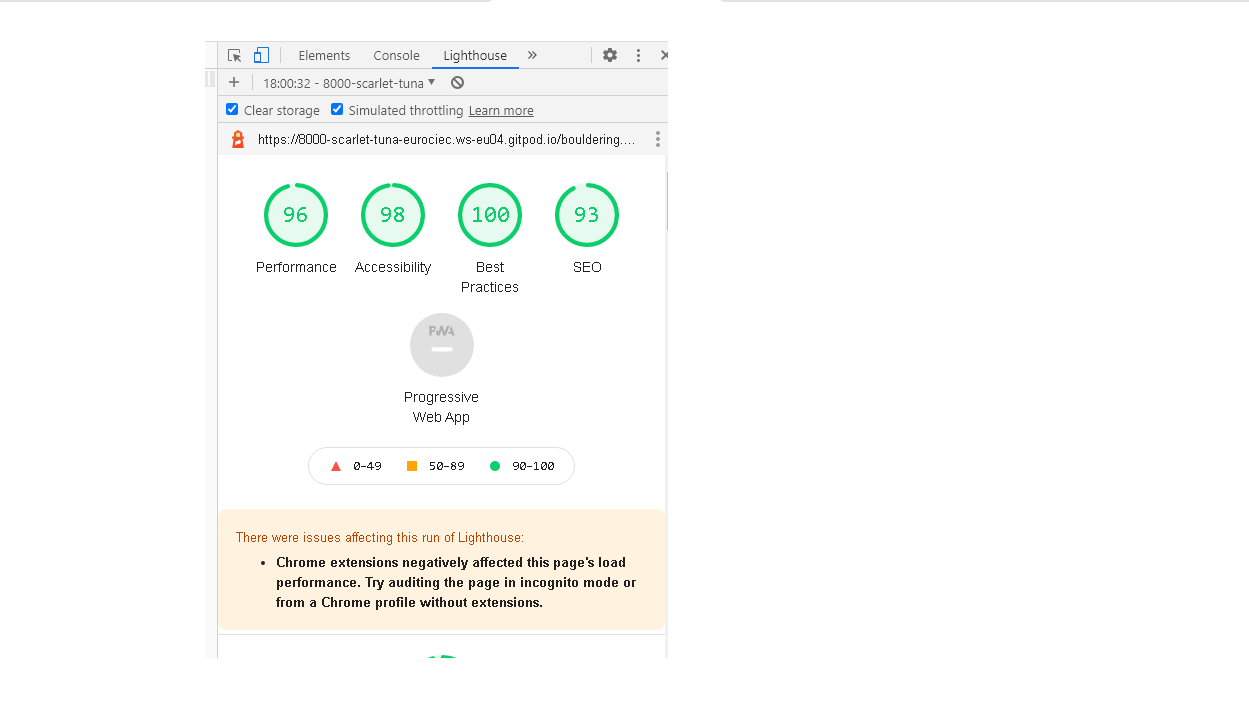 Elements Console Lighthouse »
18:00:32 - 8000-scarlet-tuna
Clear storage Simulated throttling Learn more
https://8000-scarlet-tuna-eurociec.ws-eu04.gitpod.io/bouldering....
96 98 100 93
Performance Accessibility Best Practices SEO
PWA
Progressive
Web App
0–49 50–89 90–100
There were issues affecting this run of Lighthouse:
• Chrome extensions negatively affected this page's load
performance. Try auditing the page in incognito mode or
from a Chrome profile without extensions.